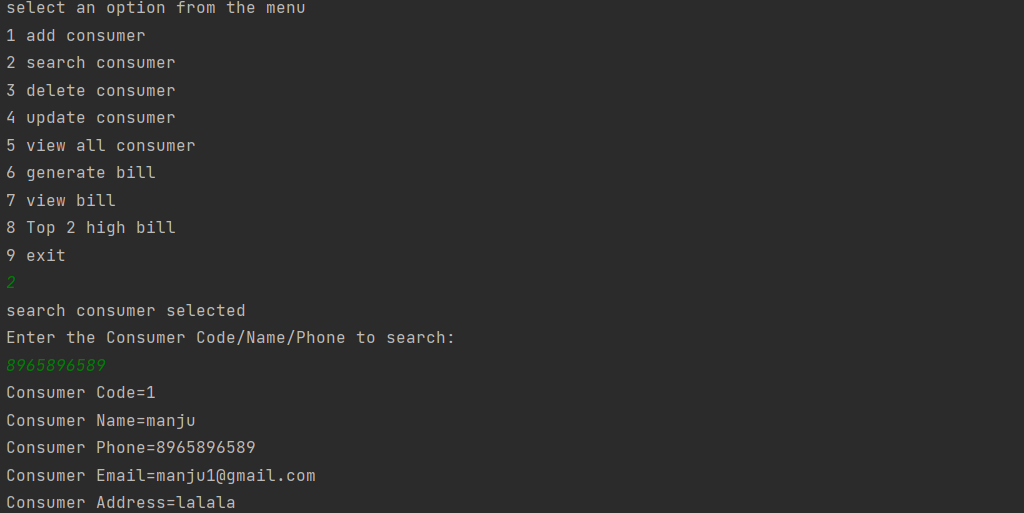 select an option from the menu
1 add consumer
2 search consumer
3 delete consumer
4 update consumer
5 view all consumer
6 generate bill
7 view bill
8 Top 2 high bill
9 exit
2
search consumer selected
Enter the Consumer Code/Name/Phone to search:
8965896589
Consumer Code=1
Consumer Name=manju
Consumer Phone=8965896589
Consumer Email=manju1@gmail.com
Consumer Address=lalala